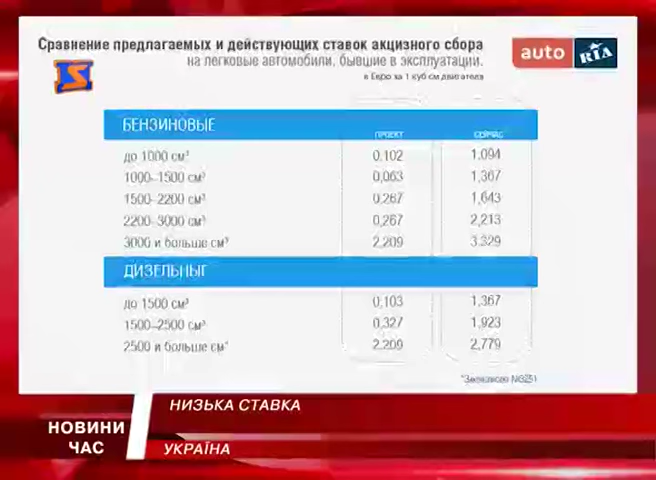 Сравнение предлагаемых и действующих ставок акцизного сбора
на легковые автомобили, бывшие в эксплуатации.
в Евро за 1 куб см двигателя
auto RIA
БЕНЗИНОВЫЕ ПРОЕКТ СЕЙЧАС
до 1000 см³ 0,102 1,094
1000–1500 см³ 0,063 1,367
1500–2200 см³ 0,267 1,643
2200–3000 см³ 0,267 2,213
3000 и больше см³ 2,209 3,329
ДИЗЕЛЬНЫЕ
до 1500 см³ 0,103 1,367
1500–2500 см³ 0,327 1,923
2500 и больше см³ 2,209 2,779
НИЗЬКА СТАВКА
НОВИНИ
ЧАС
УКРАЇНА